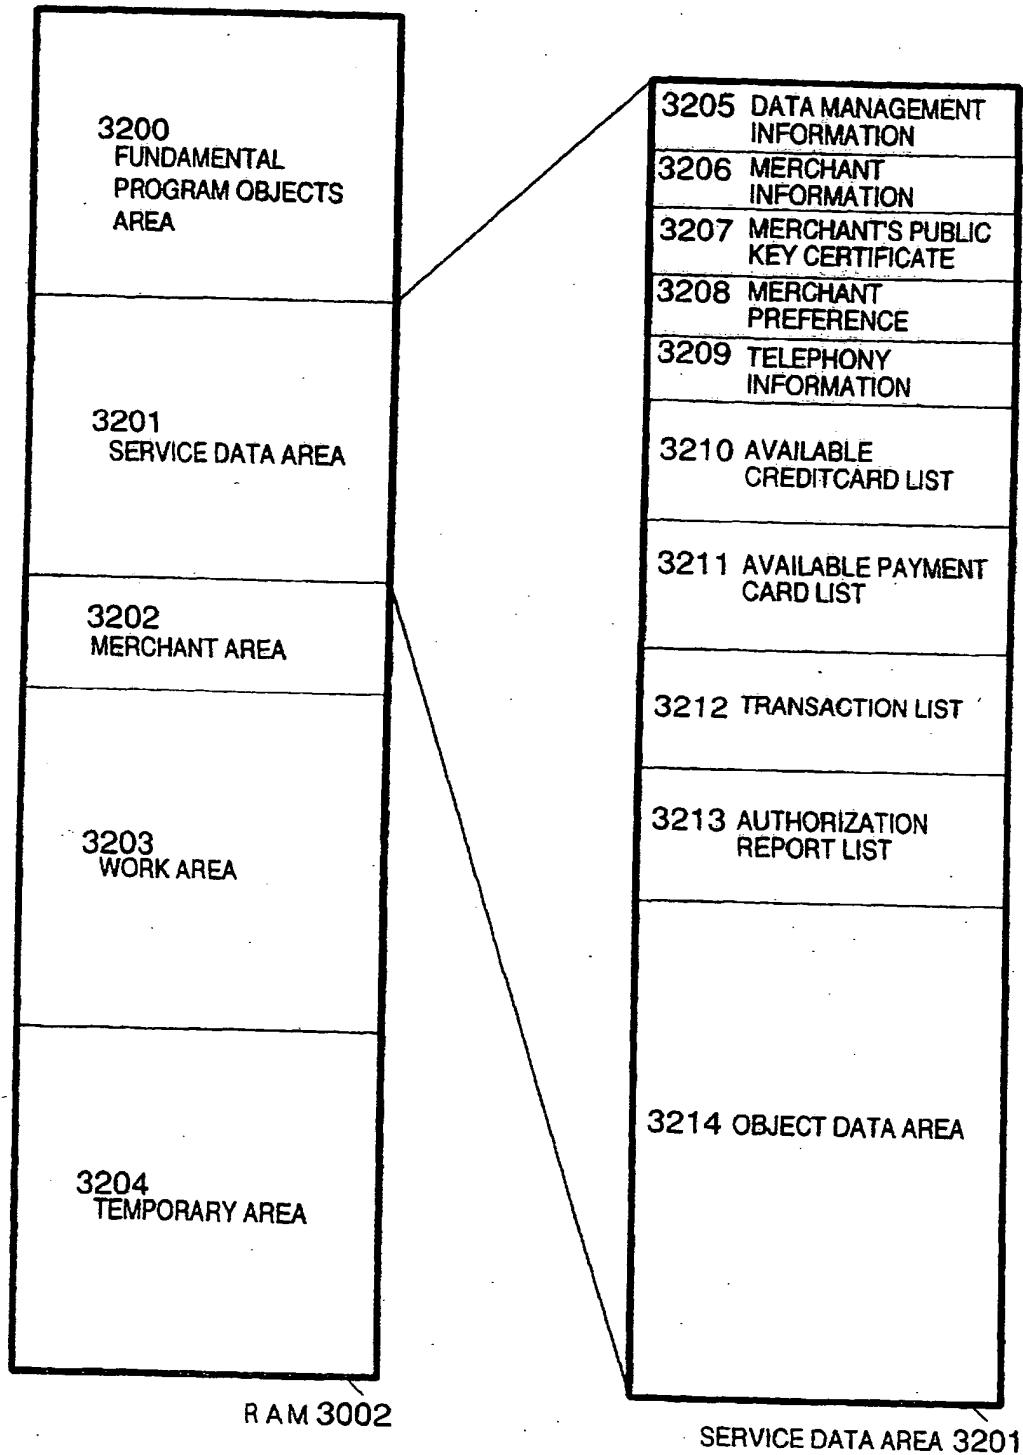 3200
FUNDAMENTAL
PROGRAM OBJECTS
AREA
3201
SERVICE DATA AREA
3202
MERCHANT AREA
3203
WORK AREA
3204
TEMPORARY AREA
RAM 3002
3205 DATA MANAGEMENT
INFORMATION
3206 MERCHANT
INFORMATION
3207 MERCHANT'S PUBLIC
KEY CERTIFICATE
3208 MERCHANT
PREFERENCE
3209 TELEPHONY
INFORMATION
3210 AVAILABLE
CREDITCARD LIST
3211 AVAILABLE PAYMENT
CARD LIST
3212 TRANSACTION LIST
3213 AUTHORIZATION
REPORT LIST
3214 OBJECT DATA AREA
SERVICE DATA AREA 3201